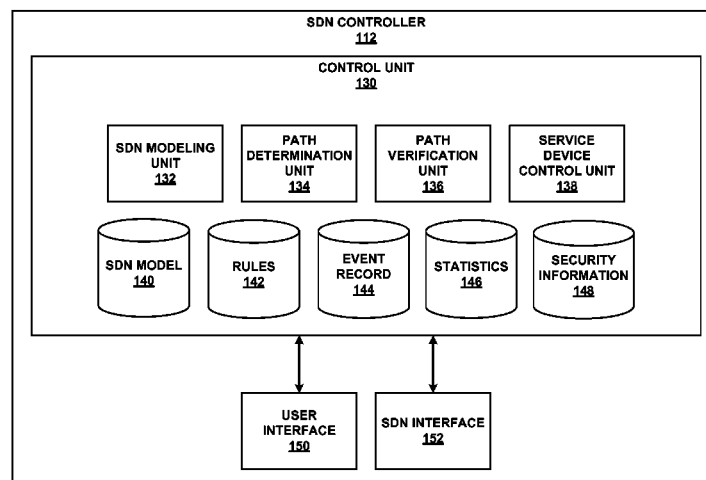 SDN CONTROLLER
112
CONTROL UNIT
130
SDN MODELING
UNIT
132
PATH
DETERMINATION
UNIT
134
PATH
VERIFICATION
UNIT
136
SERVICE
DEVICE
CONTROL UNIT
138
SDN MODEL
140
RULES
142
EVENT
RECORD
144
STATISTICS
146
SECURITY
INFORMATION
148
USER
INTERFACE
150
SDN INTERFACE
152